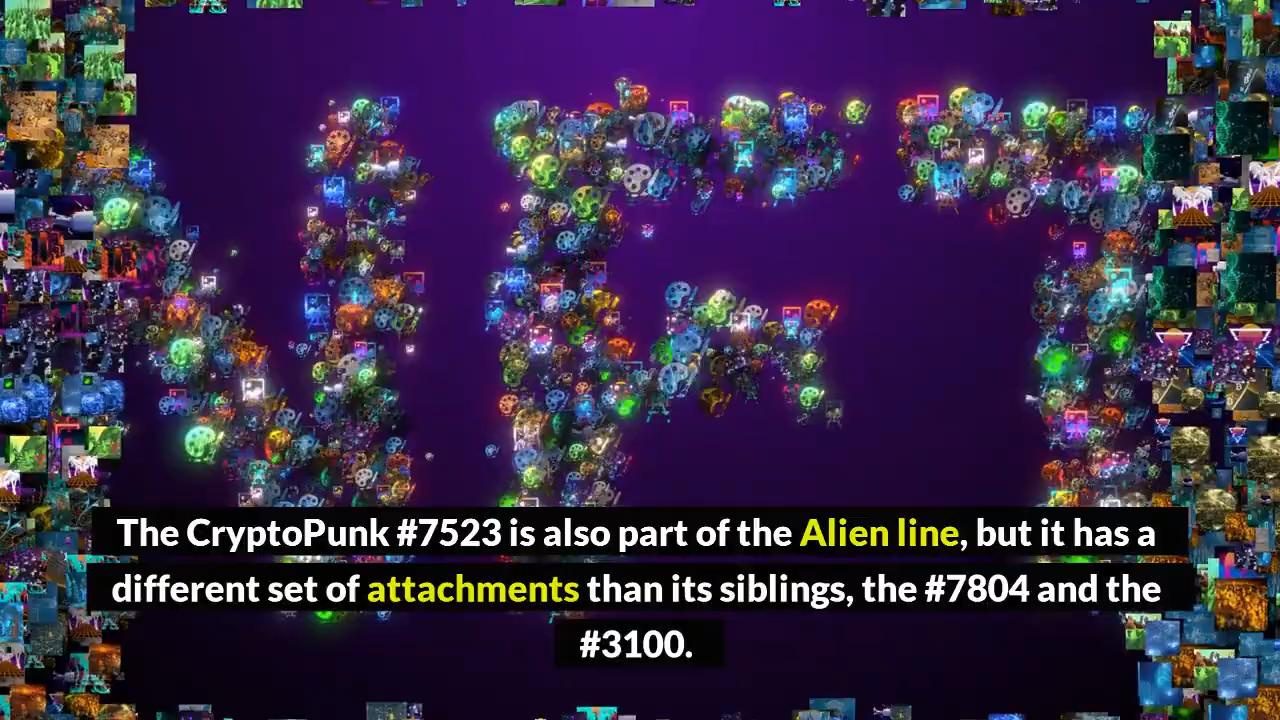 NFT
The CryptoPunk #7523 is also part of the Alien line, but it has a
different set of attachments than its siblings, the #7804 and the
#3100.